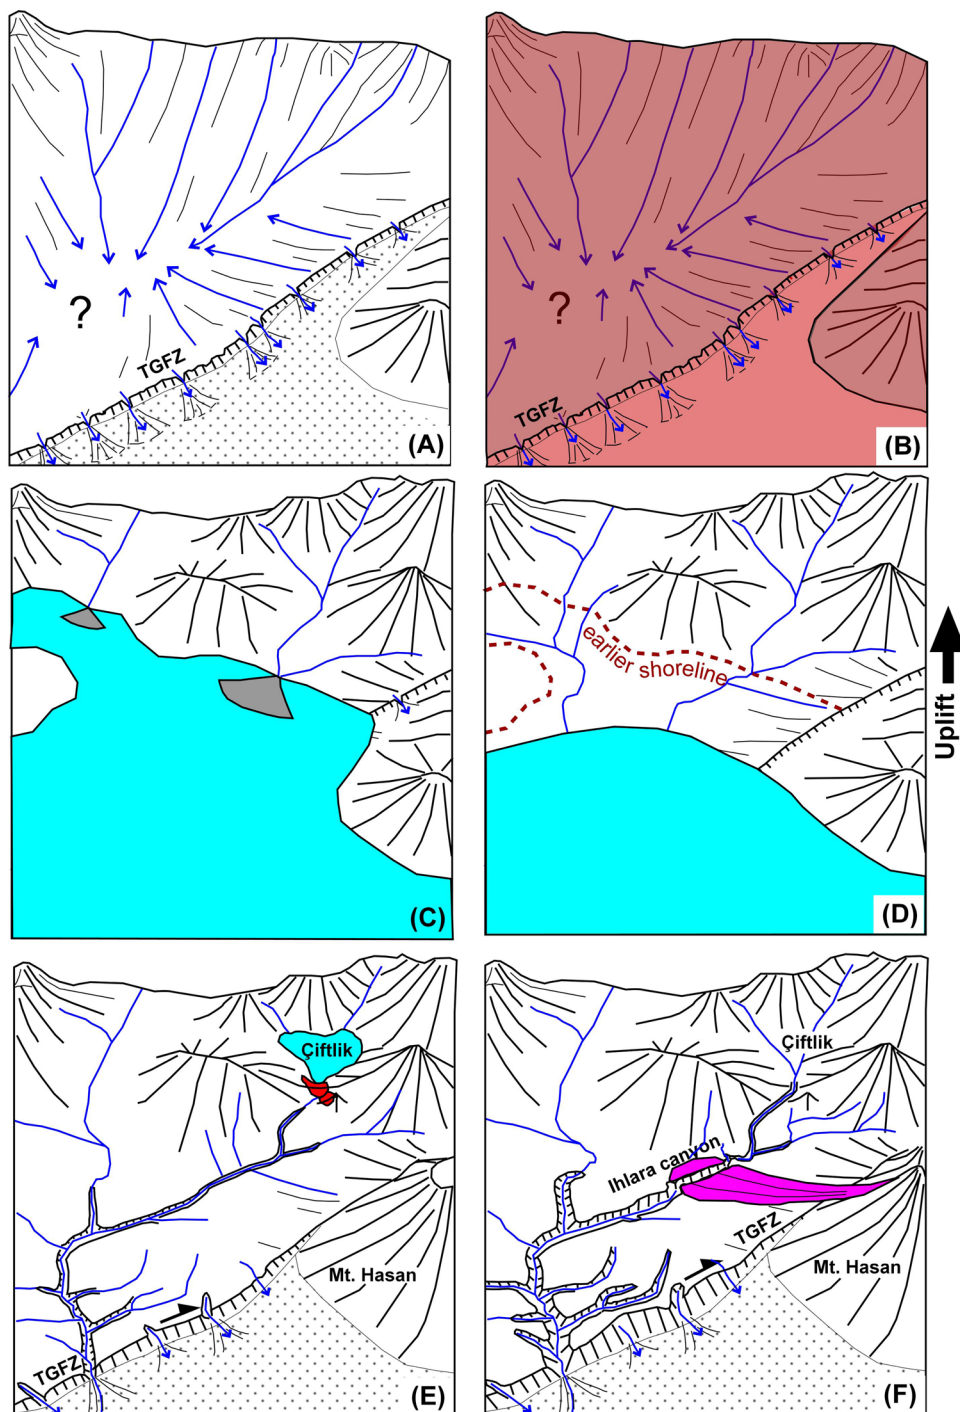 ?
TGFZ
(A)
?
TGFZ
(B)
(C)
earlier shoreline
Uplift
(D)
Çiftlik
Mt. Hasan
TGFZ
(E)
Çiftlik
Ihlara canyon
TGFZ
Mt. Hasan
(F)